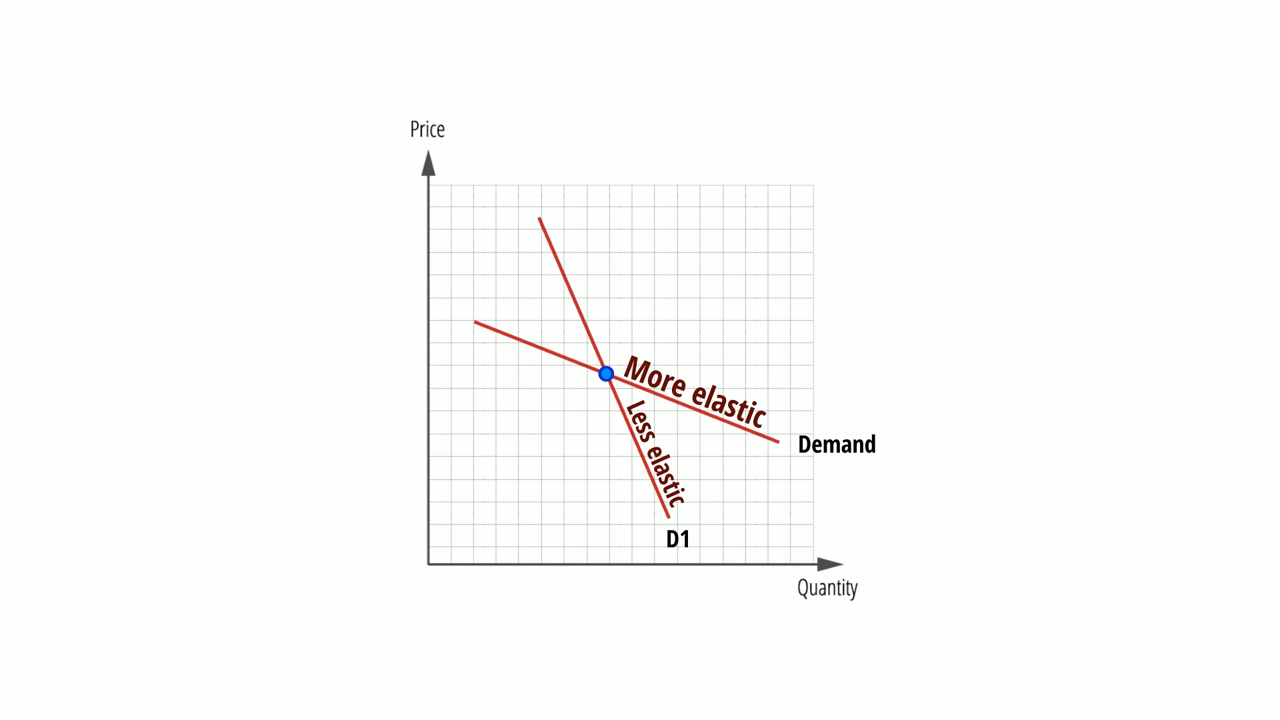 Price
More elastic
Less elastic
Demand
D1
Quantity